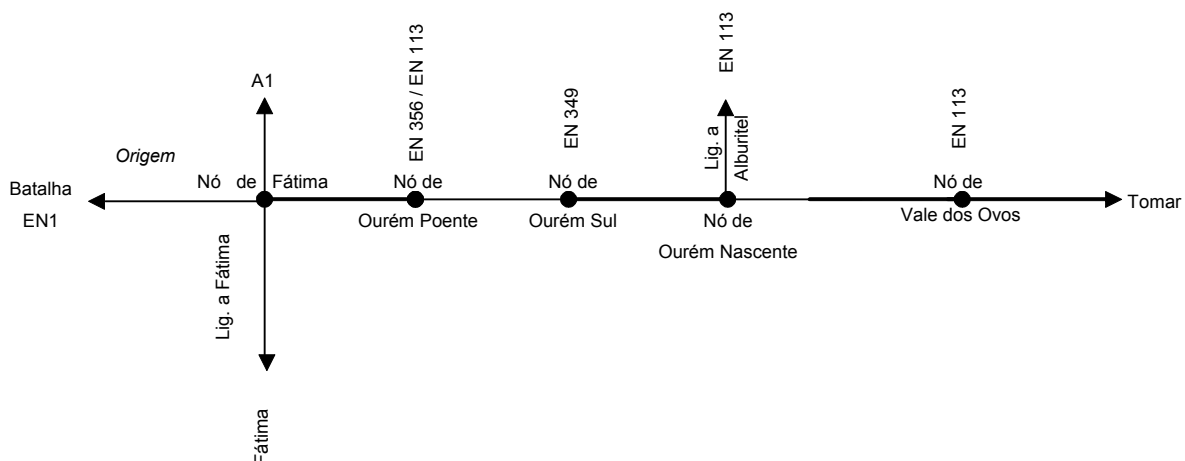 A1
EN 356 / EN 113
EN 349
EN 113
EN 113
Origem
Lig. a
Alburitel
Batalha
EN1
Nó de Fátima
Nó de
Ourém Poente
Nó de
Ourém Sul
Nó de
Ourém Nascente
Nó de
Vale dos Ovos
Tomar
Lig. a Fátima
Fátima